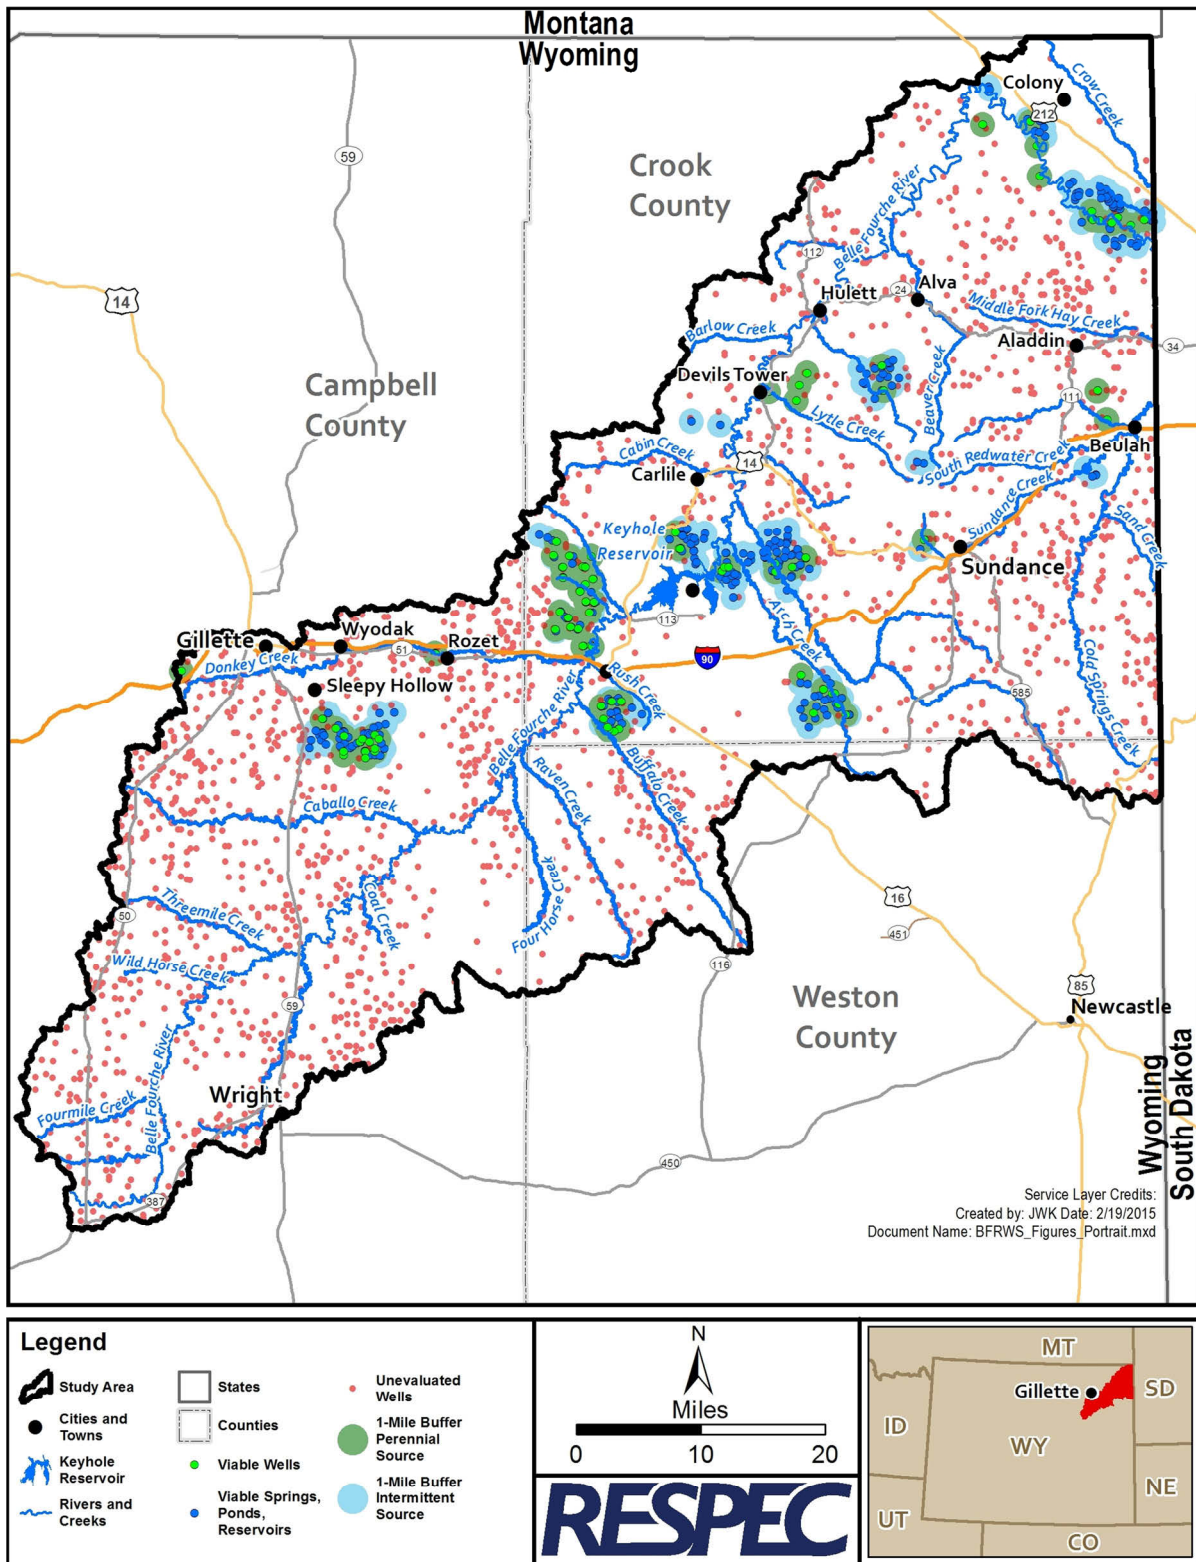 Montana
Wyoming
Colony
Crow Creek
212
59
Crook
County
Belle Fourche River
112
14
Hulett
24
Alva
Middle Fork Hay Creek
Barlow Creek
Aladdin
34
Devils Tower
Campbell
County
Beaver Creek
111
Lytle Creek
Beulah
Cabin Creek
14
South Redwater Creek
Carlile
Sundance Creek
Sand Creek
Keyhole
Reservoir
Sundance
Arch Creek
113
Gillette
Wyodak
51
Rozet
90
Donkey Creek
Sleepy Hollow
Rush Creek
Cold Springs Creek
585
Belle Fourche River
Raven Creek
Buffalo Creek
Caballo Creek
Coal Creek
Four Horse Creek
16
50
Threemile Creek
451
Wild Horse Creek
116
59
85
Weston
County
Newcastle
Belle Fourche River
Wright
Fourmile Creek
Wyoming
South Dakota
450
387
Service Layer Credits:
Created by: JWK Date: 2/19/2015
Document Name: BFRWS_Figures_Portrait.mxd
Legend
Study Area
Cities and
Towns
Keyhole
Reservoir
Rivers and
Creeks
States
Counties
Viable Wells
Viable Springs,
Ponds,
Reservoirs
Unevaluated
Wells
1-Mile Buffer
Perennial
Source
1-Mile Buffer
Intermittent
Source
N
Miles
0 10 20
RESPEC
MT
Gillette
SD
ID
WY
NE
UT
CO